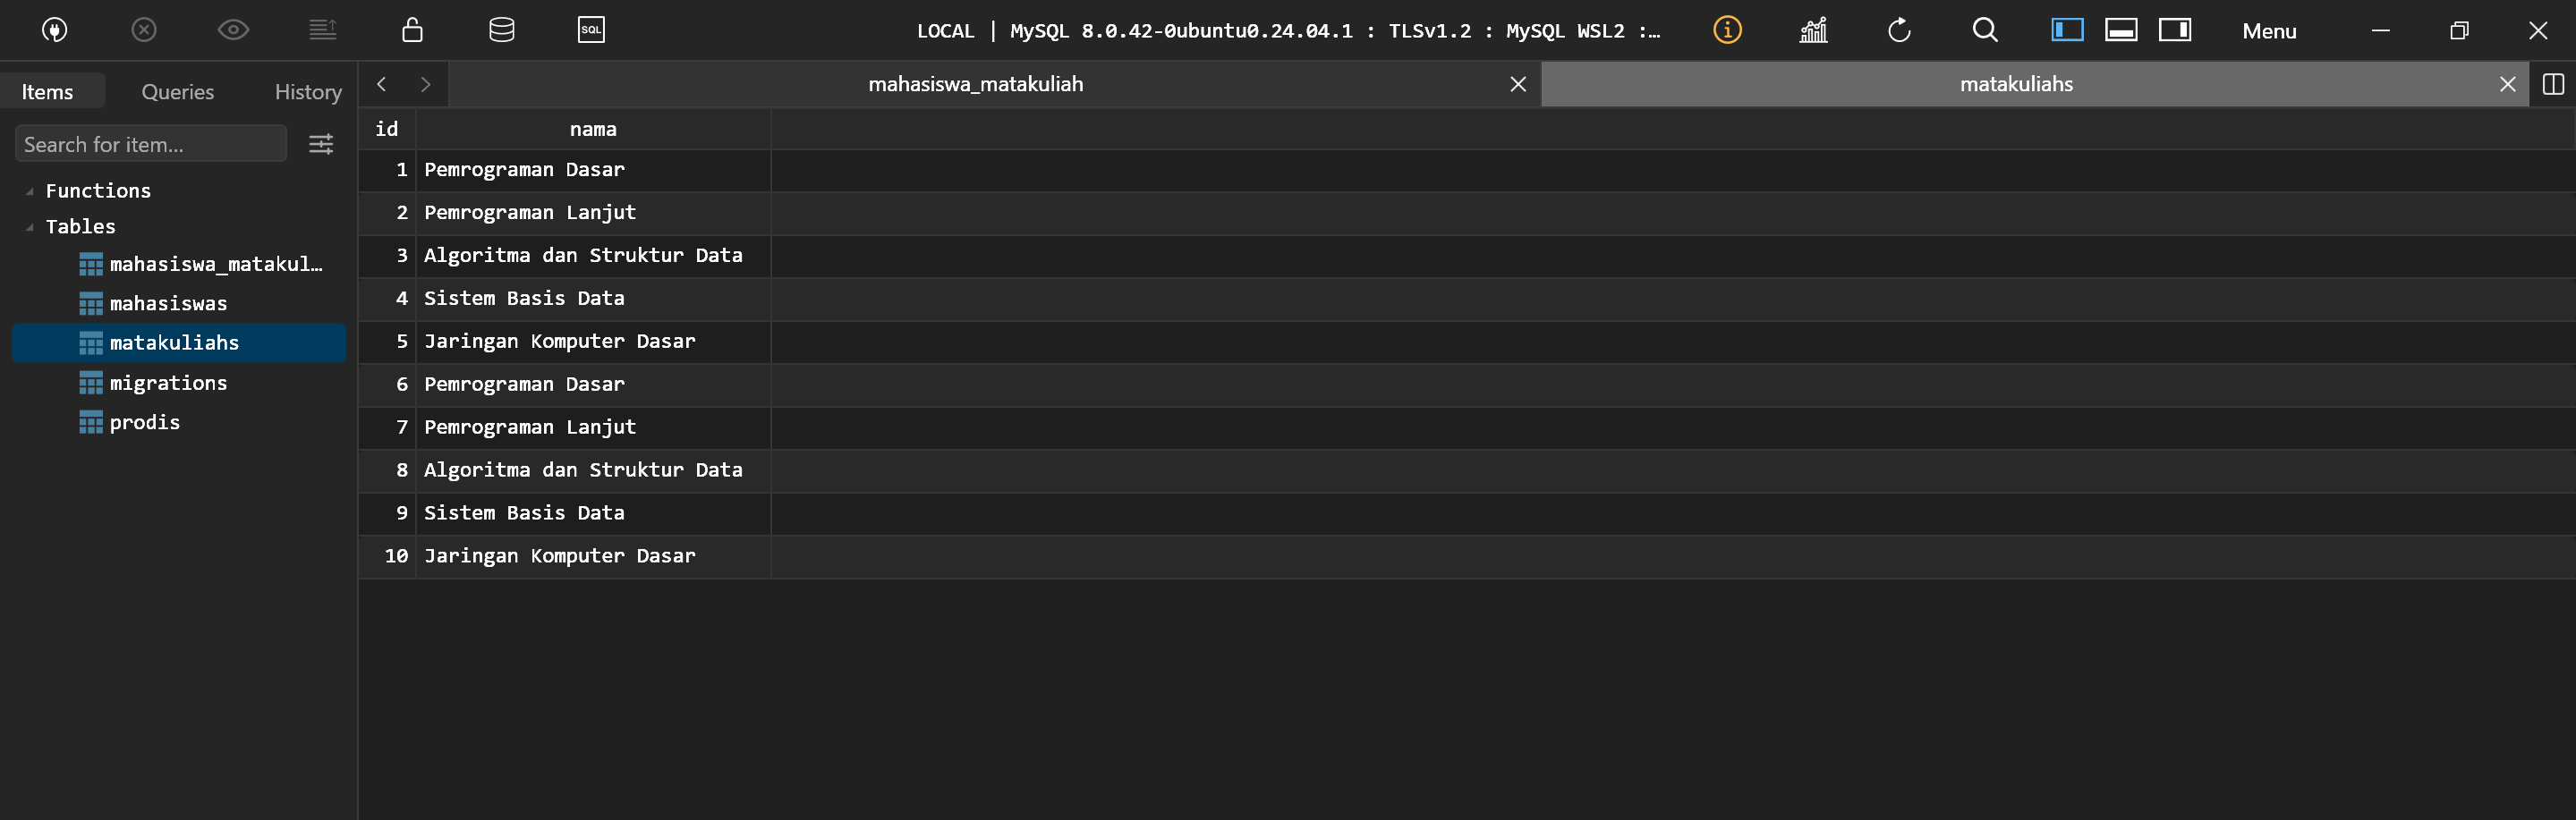 SQL
LOCAL | MySQL 8.0.42-0ubuntu0.24.04.1 : TLSv1.2 : MySQL WSL2 :...
Menu
Items Queries History
mahasiswa_matakuliah
matakuliahs
Search for item...
Functions
Tables
mahasiswa_matakul...
mahasiswas
matakuliahs
migrations
prodis
id nama
1 Pemrograman Dasar
2 Pemrograman Lanjut
3 Algoritma dan Struktur Data
4 Sistem Basis Data
5 Jaringan Komputer Dasar
6 Pemrograman Dasar
7 Pemrograman Lanjut
8 Algoritma dan Struktur Data
9 Sistem Basis Data
10 Jaringan Komputer Dasar